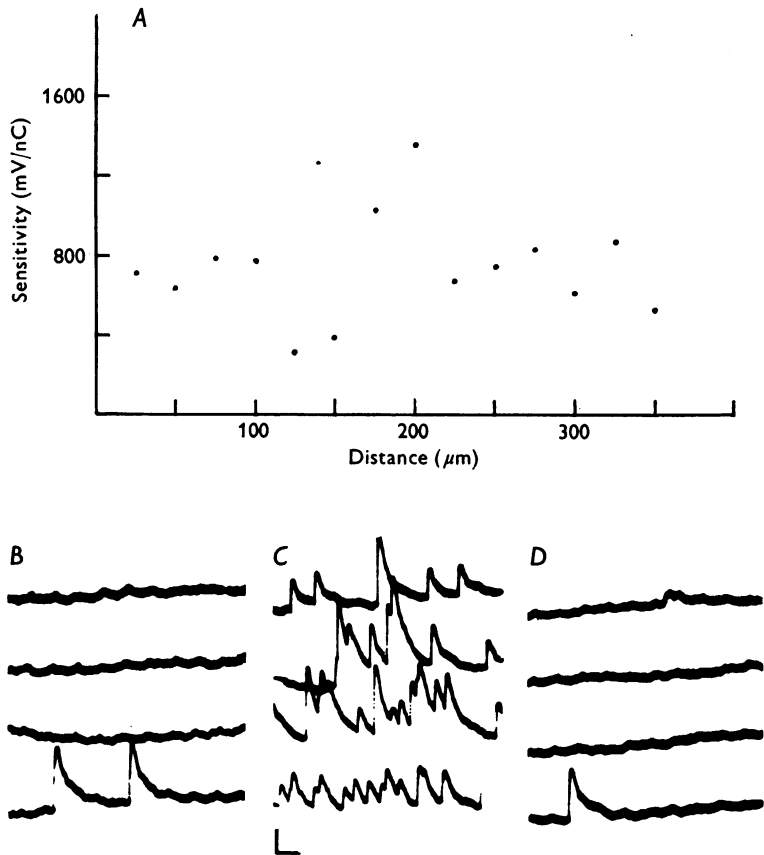 A
1600
800
Sensitivity (mV/nC)
100 200 300
Distance (μm)
B C D